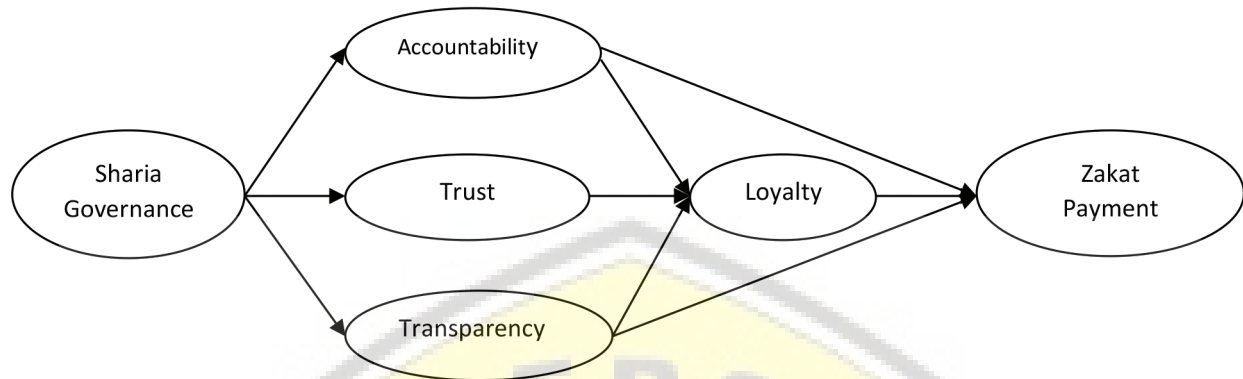 Accountability
Sharia
Governance
Trust
Loyalty
Zakat
Payment
Transparency